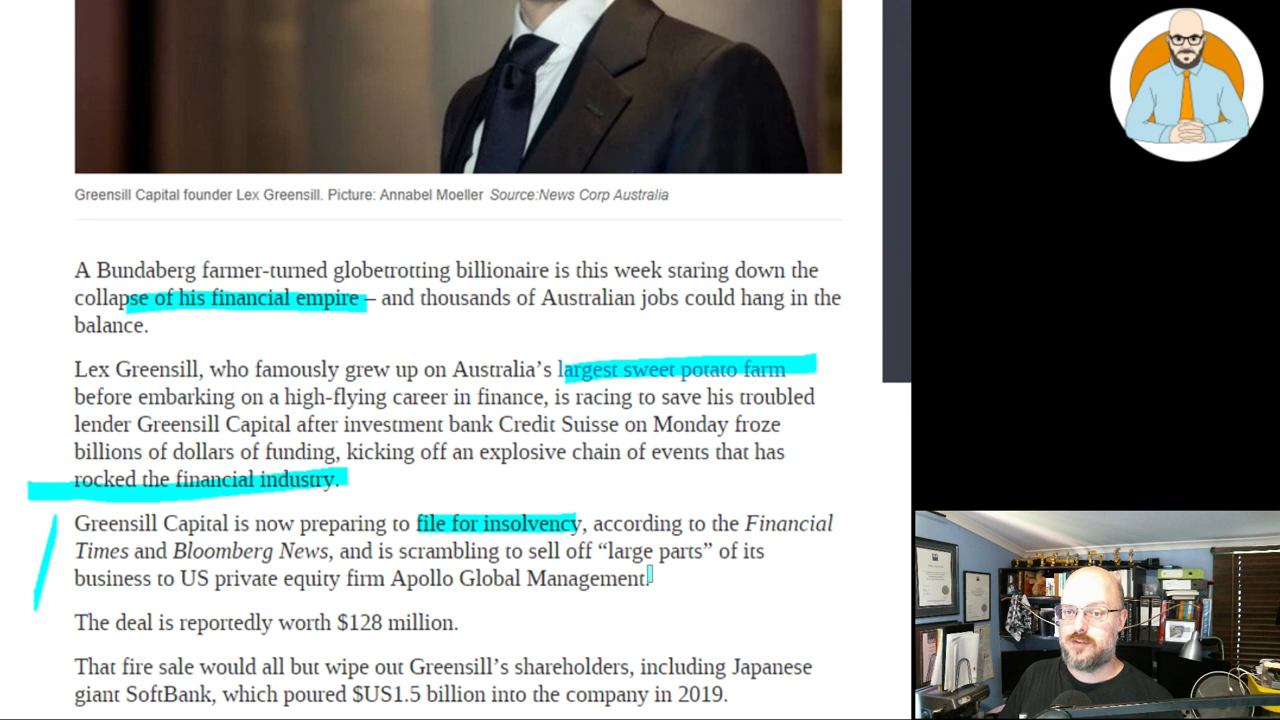 Greensill Capital founder Lex Greensill. Picture: Annabel Moeller Source:News Corp Australia
A Bundaberg farmer-turned globetrotting billionaire is this week staring down the
collapse of his financial empire – and thousands of Australian jobs could hang in the
balance.
Lex Greensill, who famously grew up on Australia’s largest sweet potato farm
before embarking on a high-flying career in finance, is racing to save his troubled
lender Greensill Capital after investment bank Credit Suisse on Monday froze
billions of dollars of funding, kicking off an explosive chain of events that has
rocked the financial industry.
Greensill Capital is now preparing to file for insolvency, according to the Financial
Times and Bloomberg News, and is scrambling to sell off “large parts” of its
business to US private equity firm Apollo Global Management.
The deal is reportedly worth $128 million.
That fire sale would all but wipe out Greensill’s shareholders, including Japanese
giant SoftBank, which poured $US1.5 billion into the company in 2019.